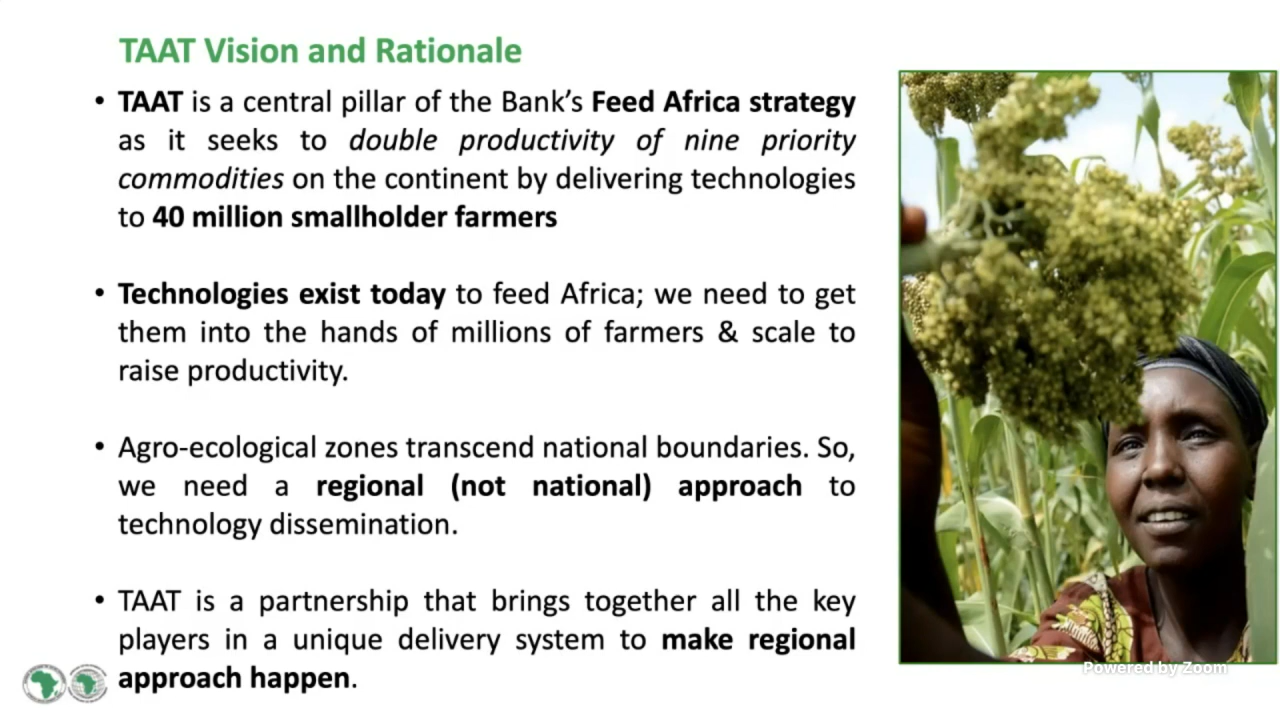 TAAT Vision and Rationale
• TAAT is a central pillar of the Bank’s Feed Africa strategy
as it seeks to double productivity of nine priority
commodities on the continent by delivering technologies
to 40 million smallholder farmers
• Technologies exist today to feed Africa; we need to get
them into the hands of millions of farmers & scale to
raise productivity.
• Agro-ecological zones transcend national boundaries. So,
we need a regional (not national) approach to
technology dissemination.
• TAAT is a partnership that brings together all the key
players in a unique delivery system to make regional
approach happen.
Powered by Zoom